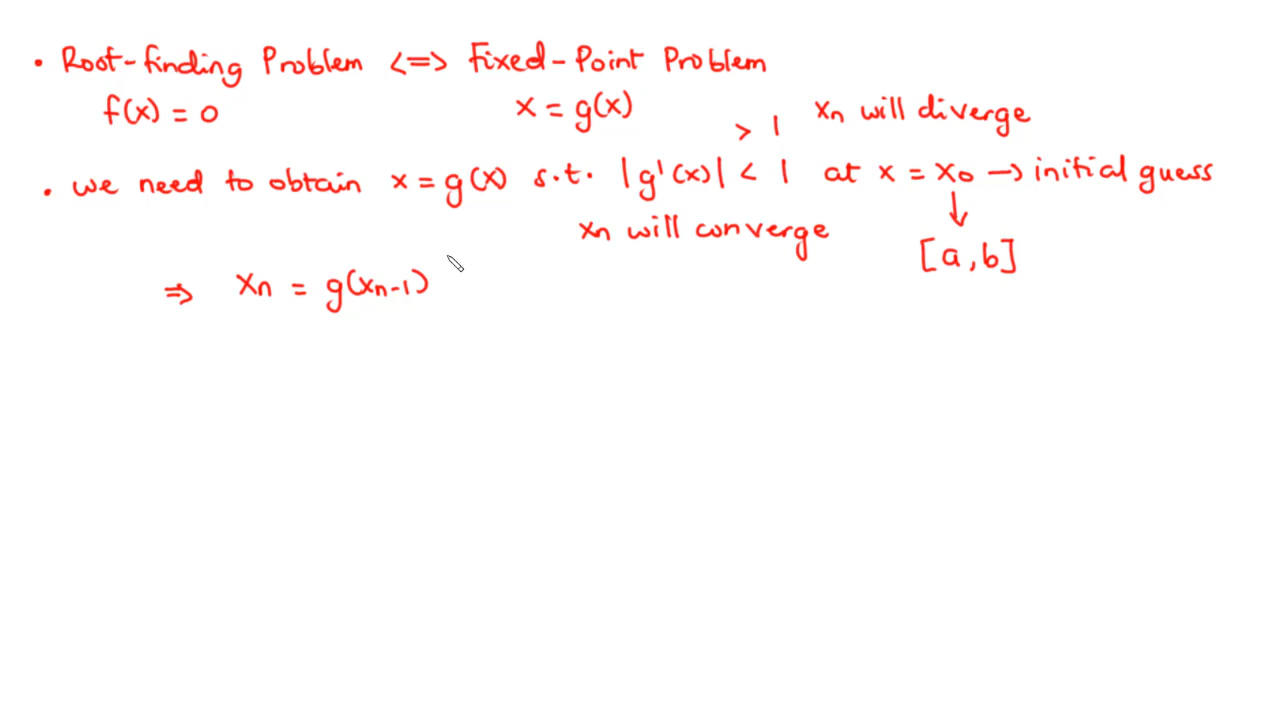 • Root-finding Problem <=> Fixed-Point Problem
f(x) = 0 x = g(x)
> 1 xn will diverge
• we need to obtain x = g(x) s.t. |g'(x)| < 1 at x = x0 → initial guess
xn will converge ↓
[a,b]
⇒ xn = g(xn-1)